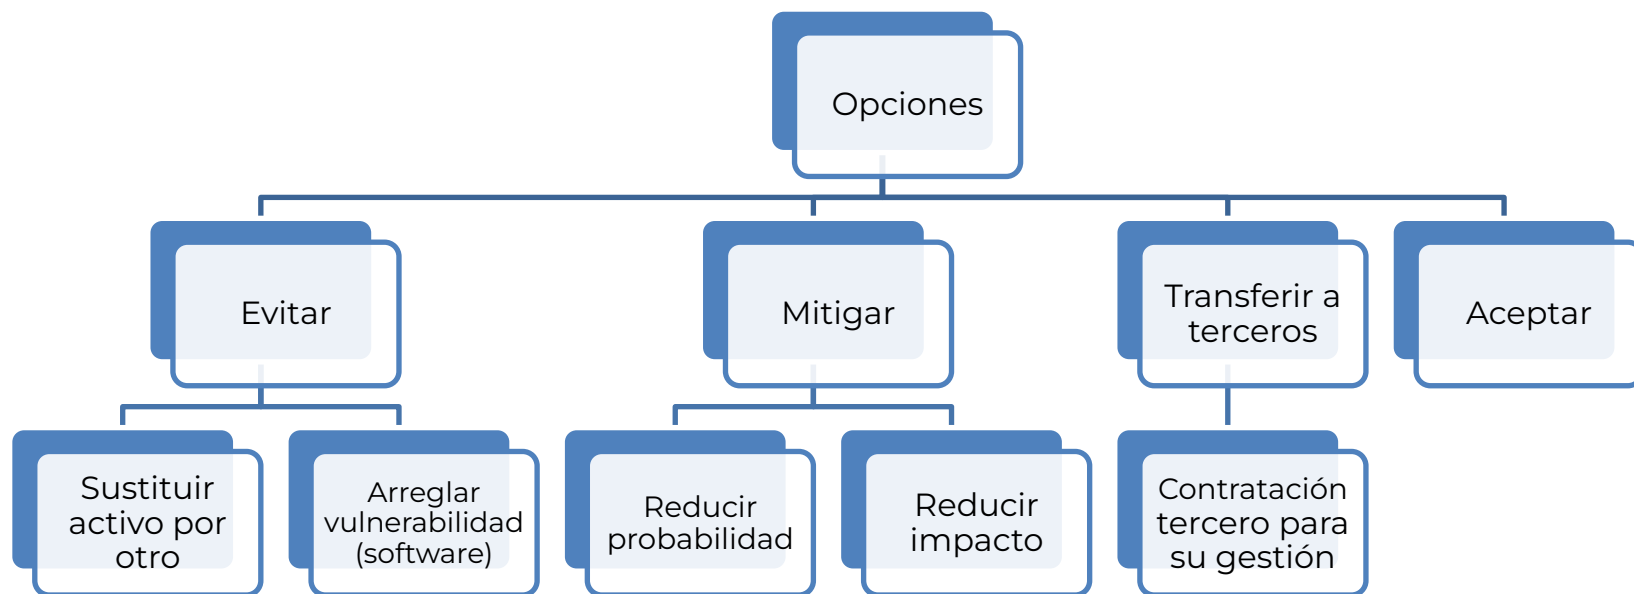 Opciones
Evitar
Mitigar
Transferir a
terceros
Aceptar
Sustituir
activo por
otro
Arreglar
vulnerabilidad
(software)
Reducir
probabilidad
Reducir
impacto
Contratación
tercero para
su gestión